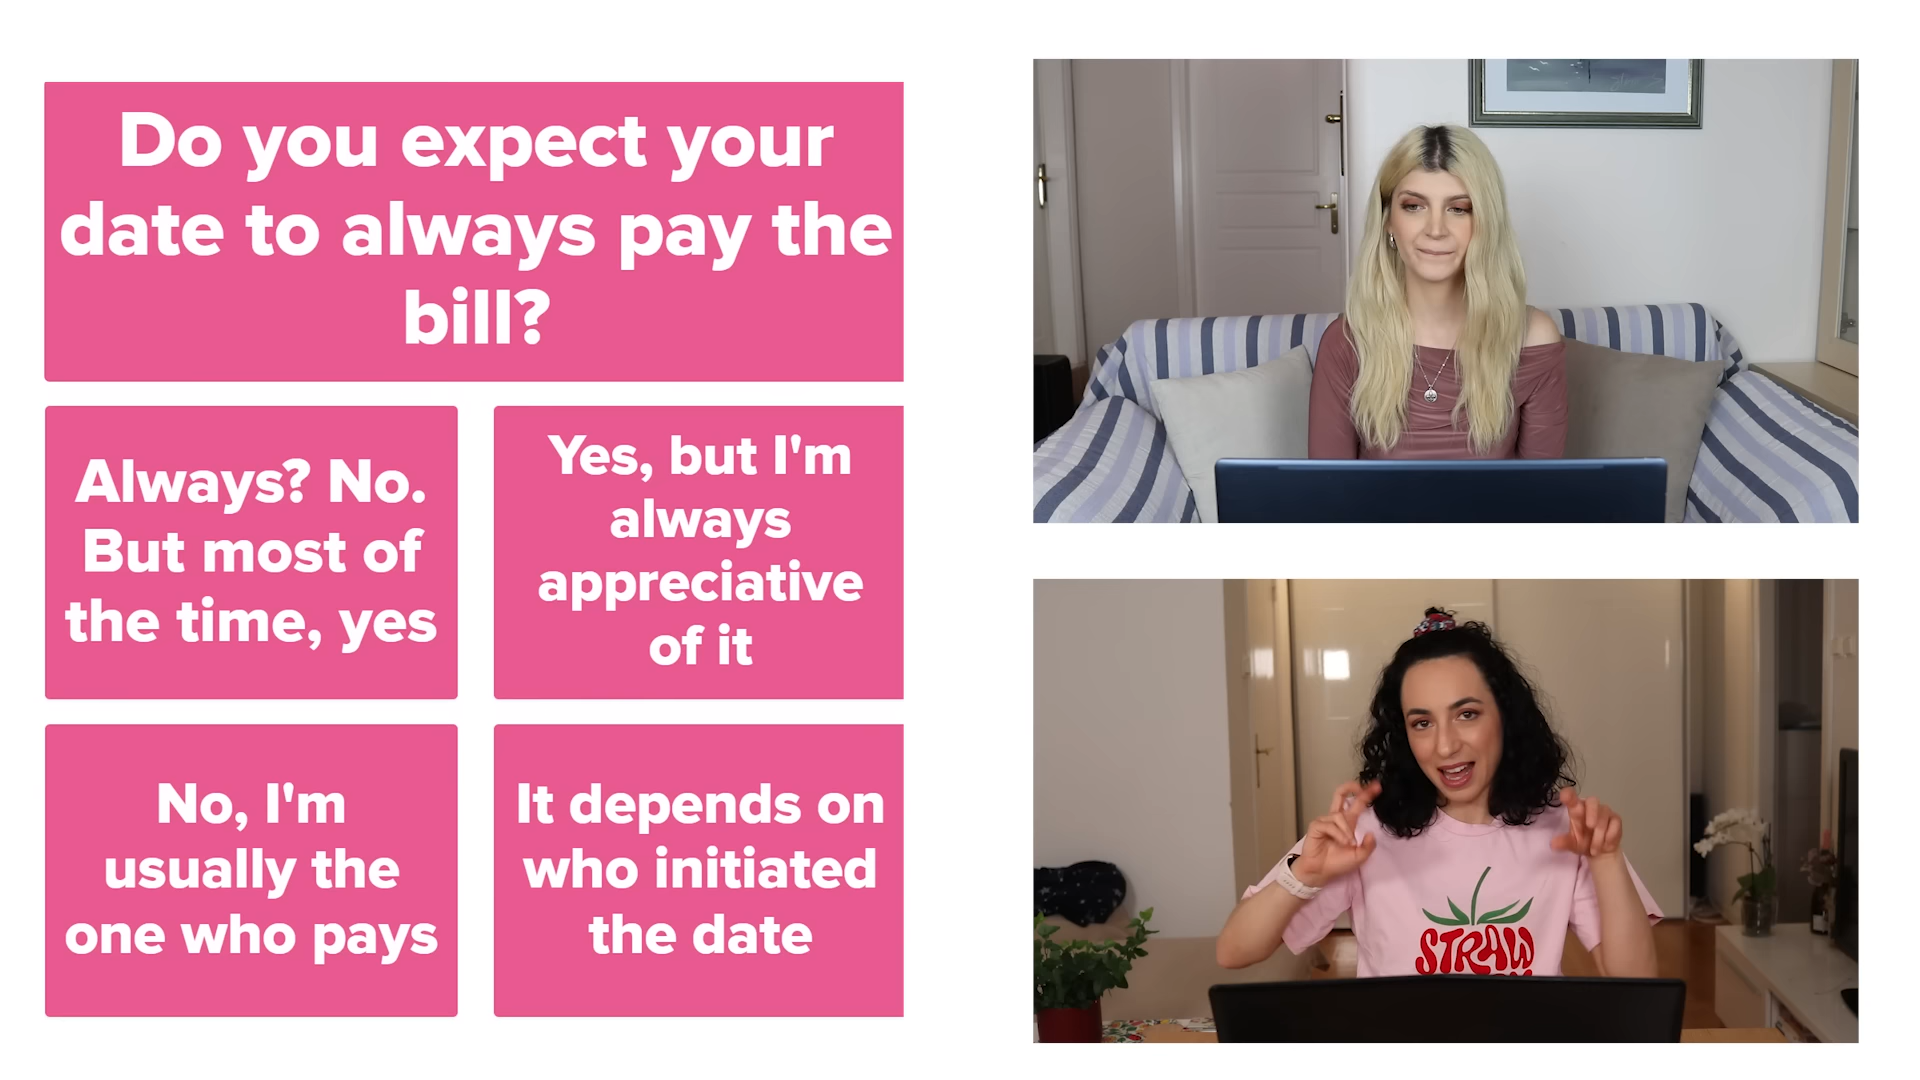 Do you expect your
date to always pay the
bill?
Always? No.
But most of
the time, yes
Yes, but I'm
always
appreciative
of it
No, I'm
usually the
one who pays
It depends on
who initiated
the date
STRAW